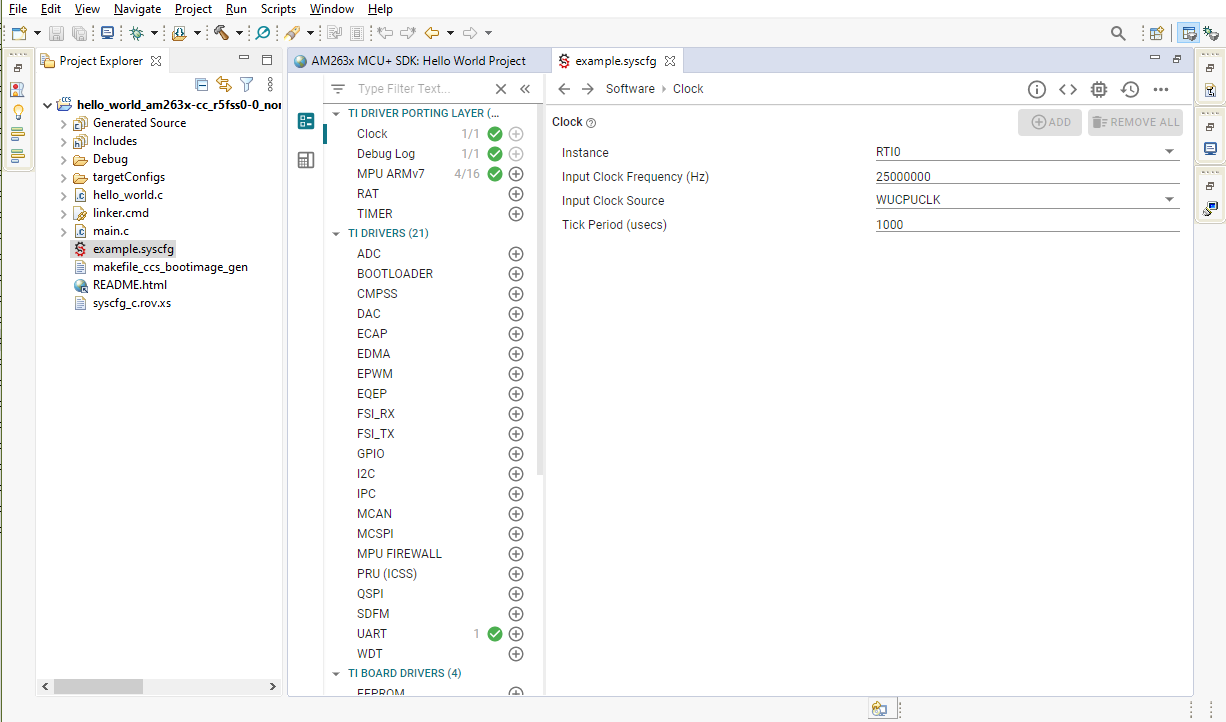 File Edit View Navigate Project Run Scripts Window Help
Project Explorer
hello_world_am263x-cc_r5fss0-0_nor
Generated Source
Includes
Debug
targetConfigs
hello_world.c
linker.cmd
main.c
example.syscfg
makefile_ccs_bootimage_gen
README.html
syscfg_c.rov.xs
AM263x MCU+ SDK: Hello World Project
example.syscfg
Type Filter Text...
Software › Clock
TI DRIVER PORTING LAYER (...
Clock 1/1
Debug Log 1/1
MPU ARMv7 4/16
RAT
TIMER
TI DRIVERS (21)
ADC
BOOTLOADER
CMPSS
DAC
ECAP
EDMA
EPWM
EQEP
FSI_RX
FSI_TX
GPIO
I2C
IPC
MCAN
MCSPI
MPU FIREWALL
PRU (ICSS)
QSPI
SDFM
UART 1
WDT
TI BOARD DRIVERS (4)
EEPROM
Clock
ADD
REMOVE ALL
Instance RTI0
Input Clock Frequency (Hz) 25000000
Input Clock Source WUCPUCLK
Tick Period (usecs) 1000